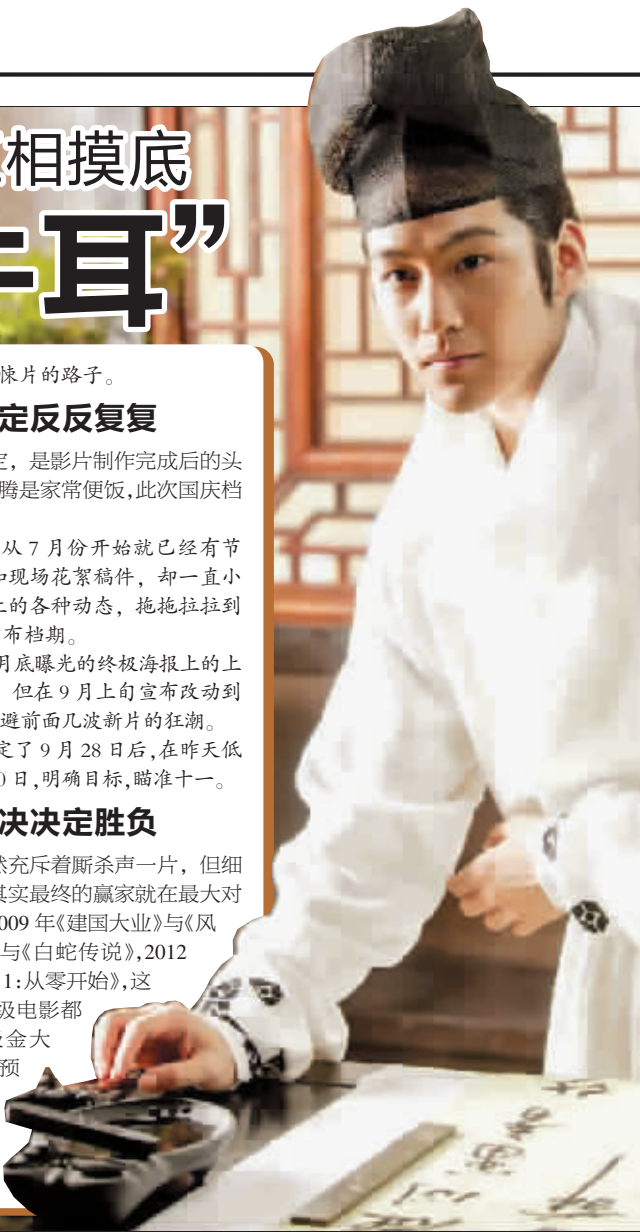 相摸底
牛耳”
悚片的路子。
定反反复复
定，是影片制作完成后的头
腾是家常便饭，此次国庆档
从 7 月份开始就已经有节
和现场花絮稿件，却一直小
上的各种动态，拖拖拉拉到
布档期。
月底曝光的终极海报上的上
但在 9 月上旬宣布改动到
避前面几波新片的狂潮。
定了 9 月 28 日后，在昨天低
0 日，明确目标，瞄准十一。
决决定胜负
然充斥着厮杀声一片，但细
其实最终的赢家就在最大对
009 年《建国大业》与《风
与《白蛇传说》，2012
1：从零开始》，这
级电影都
金大
预